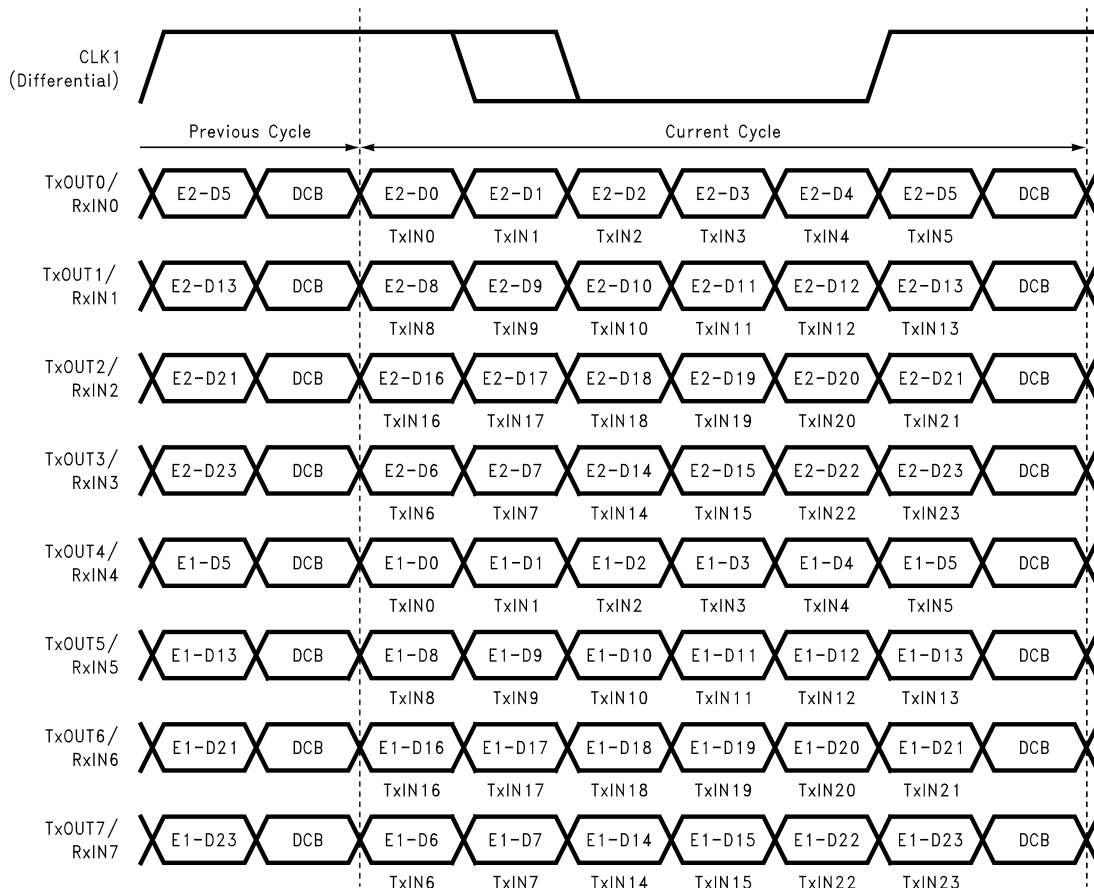 CLK1
(Differential)
Previous Cycle Current Cycle
TxOUT0/
RxIN0
E2-D5 DCB E2-D0 E2-D1 E2-D2 E2-D3 E2-D4 E2-D5 DCB
TxIN0 TxIN1 TxIN2 TxIN3 TxIN4 TxIN5
TxOUT1/
RxIN1
E2-D13 DCB E2-D8 E2-D9 E2-D10 E2-D11 E2-D12 E2-D13 DCB
TxIN8 TxIN9 TxIN10 TxIN11 TxIN12 TxIN13
TxOUT2/
RxIN2
E2-D21 DCB E2-D16 E2-D17 E2-D18 E2-D19 E2-D20 E2-D21 DCB
TxIN16 TxIN17 TxIN18 TxIN19 TxIN20 TxIN21
TxOUT3/
RxIN3
E2-D23 DCB E2-D6 E2-D7 E2-D14 E2-D15 E2-D22 E2-D23 DCB
TxIN6 TxIN7 TxIN14 TxIN15 TxIN22 TxIN23
TxOUT4/
RxIN4
E1-D5 DCB E1-D0 E1-D1 E1-D2 E1-D3 E1-D4 E1-D5 DCB
TxIN0 TxIN1 TxIN2 TxIN3 TxIN4 TxIN5
TxOUT5/
RxIN5
E1-D13 DCB E1-D8 E1-D9 E1-D10 E1-D11 E1-D12 E1-D13 DCB
TxIN8 TxIN9 TxIN10 TxIN11 TxIN12 TxIN13
TxOUT6/
RxIN6
E1-D21 DCB E1-D16 E1-D17 E1-D18 E1-D19 E1-D20 E1-D21 DCB
TxIN16 TxIN17 TxIN18 TxIN19 TxIN20 TxIN21
TxOUT7/
RxIN7
E1-D23 DCB E1-D6 E1-D7 E1-D14 E1-D15 E1-D22 E1-D23 DCB
TxIN6 TxIN7 TxIN14 TxIN15 TxIN22 TxIN23